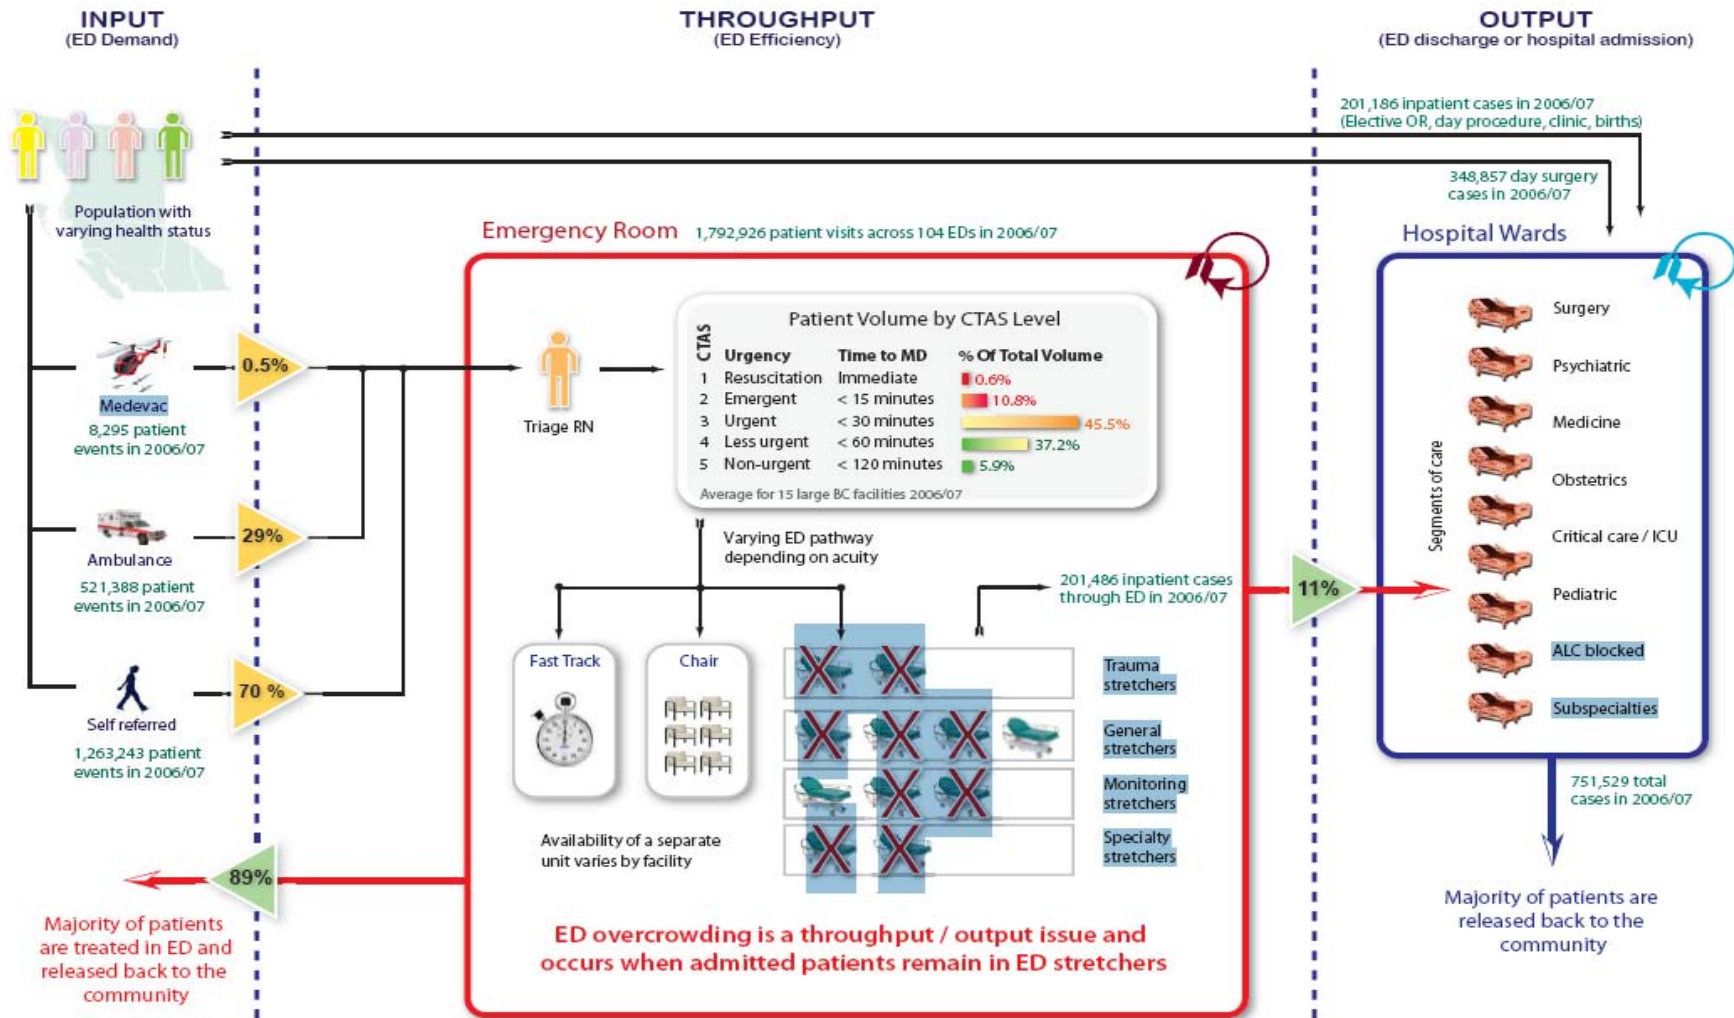 INPUT
(ED Demand)
THROUGHPUT
(ED Efficiency)
OUTPUT
(ED discharge or hospital admission)
201,186 inpatient cases in 2006/07
(Elective OR, day procedure, clinic, births)
348,857 day surgery
cases in 2006/07
Population with
varying health status
Medevac
8,295 patient
events in 2006/07
0.5%
Ambulance
521,388 patient
events in 2006/07
29%
Self referred
1,263,243 patient
events in 2006/07
70 %
89%
Majority of patients
are treated in ED and
released back to the
community
Emergency Room 1,792,926 patient visits across 104 EDs in 2006/07
Triage RN
Patient Volume by CTAS Level
CTAS Urgency Time to MD % Of Total Volume
1 Resuscitation Immediate 0.6%
2 Emergent < 15 minutes 10.8%
3 Urgent < 30 minutes 45.5%
4 Less urgent < 60 minutes 37.2%
5 Non-urgent < 120 minutes 5.9%
Average for 15 large BC facilities 2006/07
Varying ED pathway
depending on acuity
201,486 inpatient cases
through ED in 2006/07
Fast Track
Chair
Trauma
stretchers
General
stretchers
Monitoring
stretchers
Specialty
stretchers
Availability of a separate
unit varies by facility
ED overcrowding is a throughput / output issue and
occurs when admitted patients remain in ED stretchers
11%
Hospital Wards
Segments of care
Surgery
Psychiatric
Medicine
Obstetrics
Critical care / ICU
Pediatric
ALC blocked
Subspecialties
751,529 total
cases in 2006/07
Majority of patients are
released back to the
community